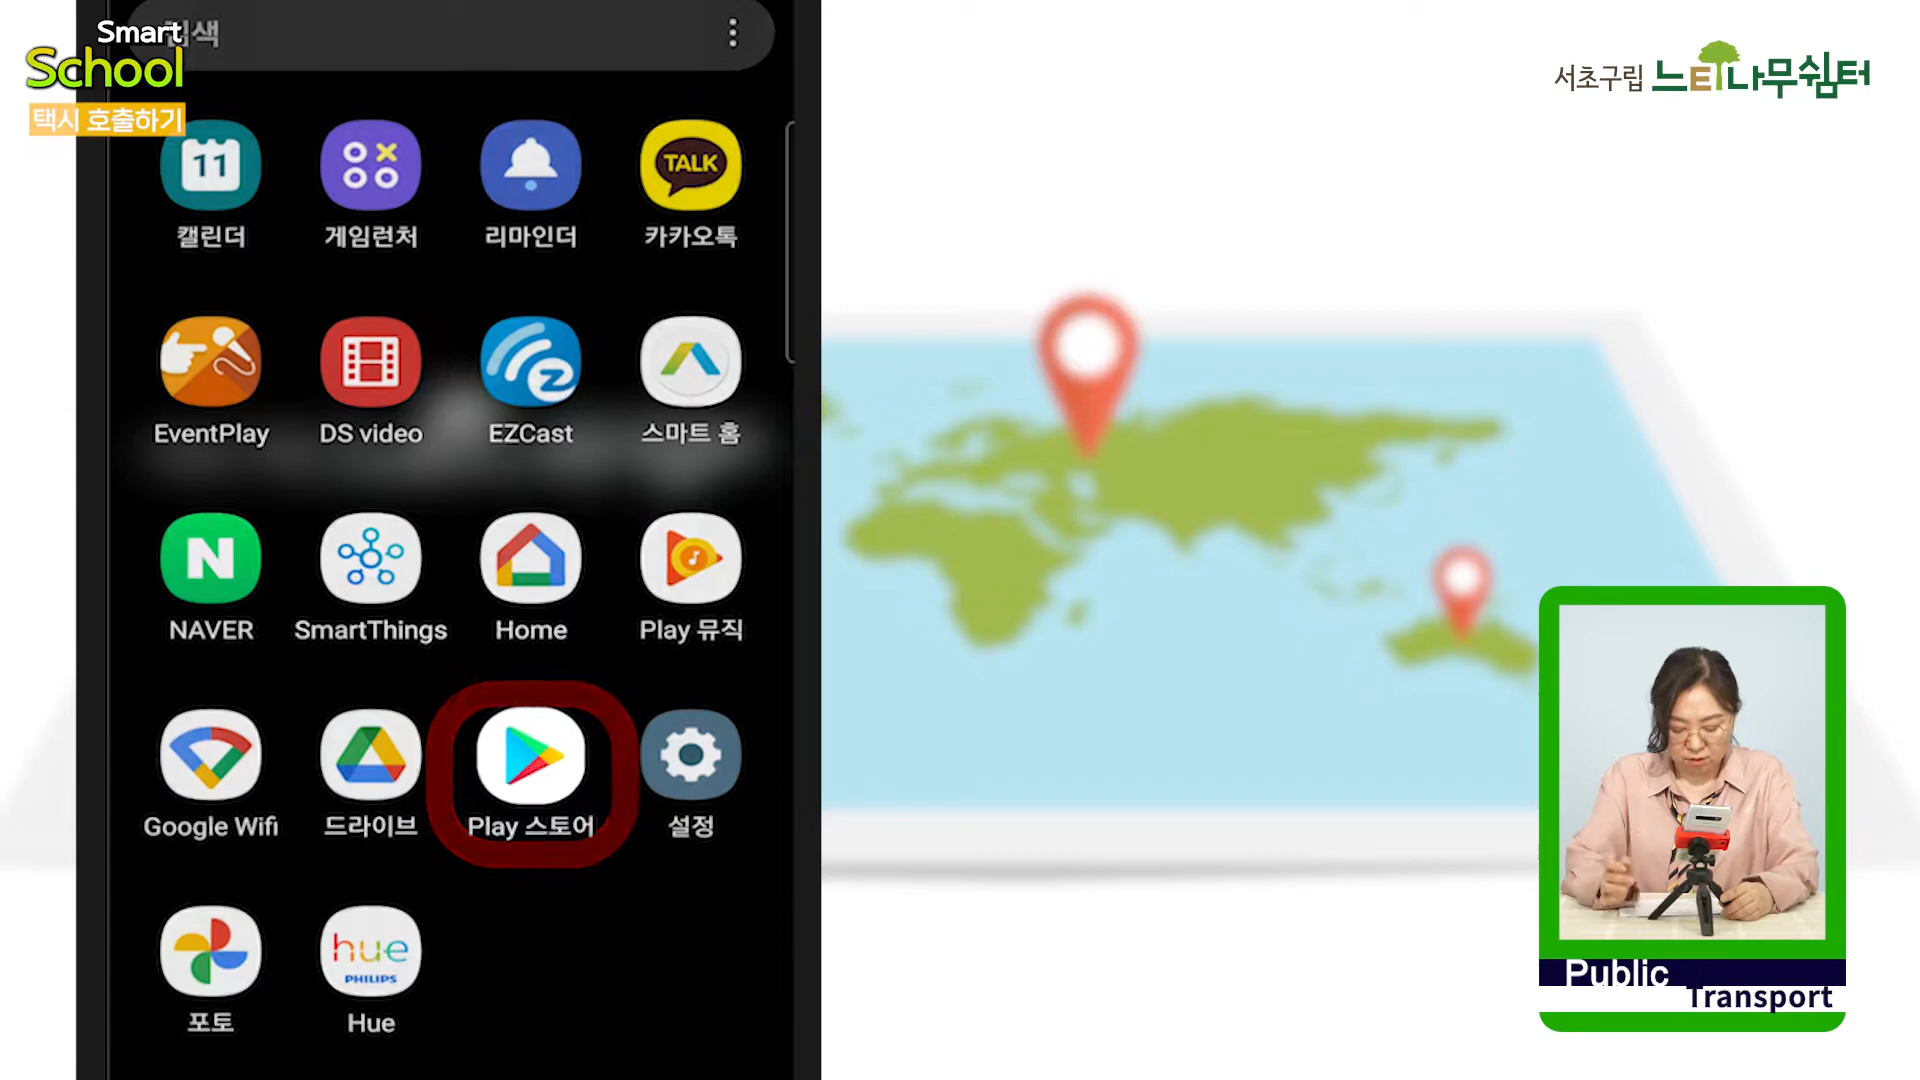 Smart
School
택시 호출하기
검색
서초구립 느티나무쉼터
11
TALK
캘린더
게임런처
리마인더
카카오톡
EventPlay
DS video
EZCast
스마트 홈
N
NAVER
SmartThings
Home
Play 뮤직
Google Wifi
드라이브
Play 스토어
설정
hue
PHILIPS
포토
Hue
Public
Transport